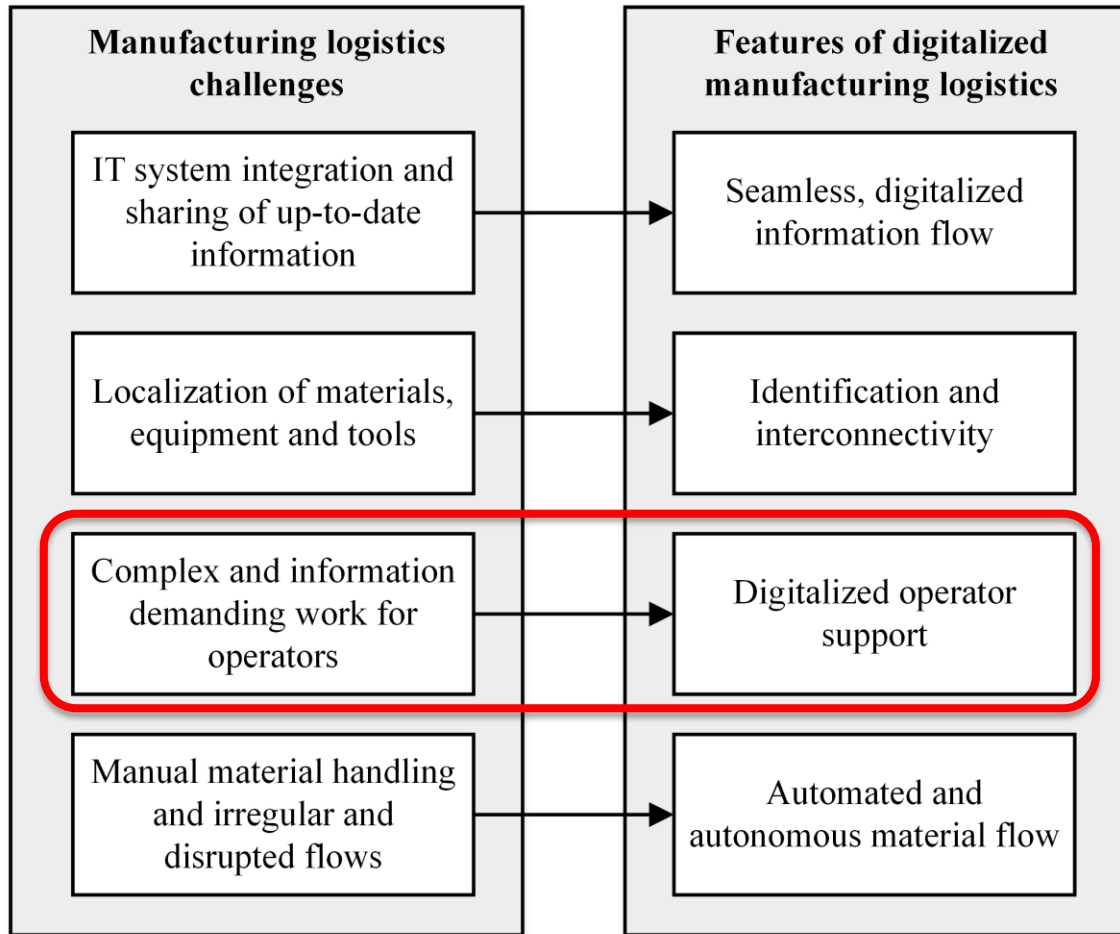 Manufacturing logistics
challenges
IT system integration and
sharing of up-to-date
information
Localization of materials,
equipment and tools
Complex and information
demanding work for
operators
Manual material handling
and irregular and
disrupted flows
Features of digitalized
manufacturing logistics
Seamless, digitalized
information flow
Identification and
interconnectivity
Digitalized operator
support
Automated and
autonomous material flow